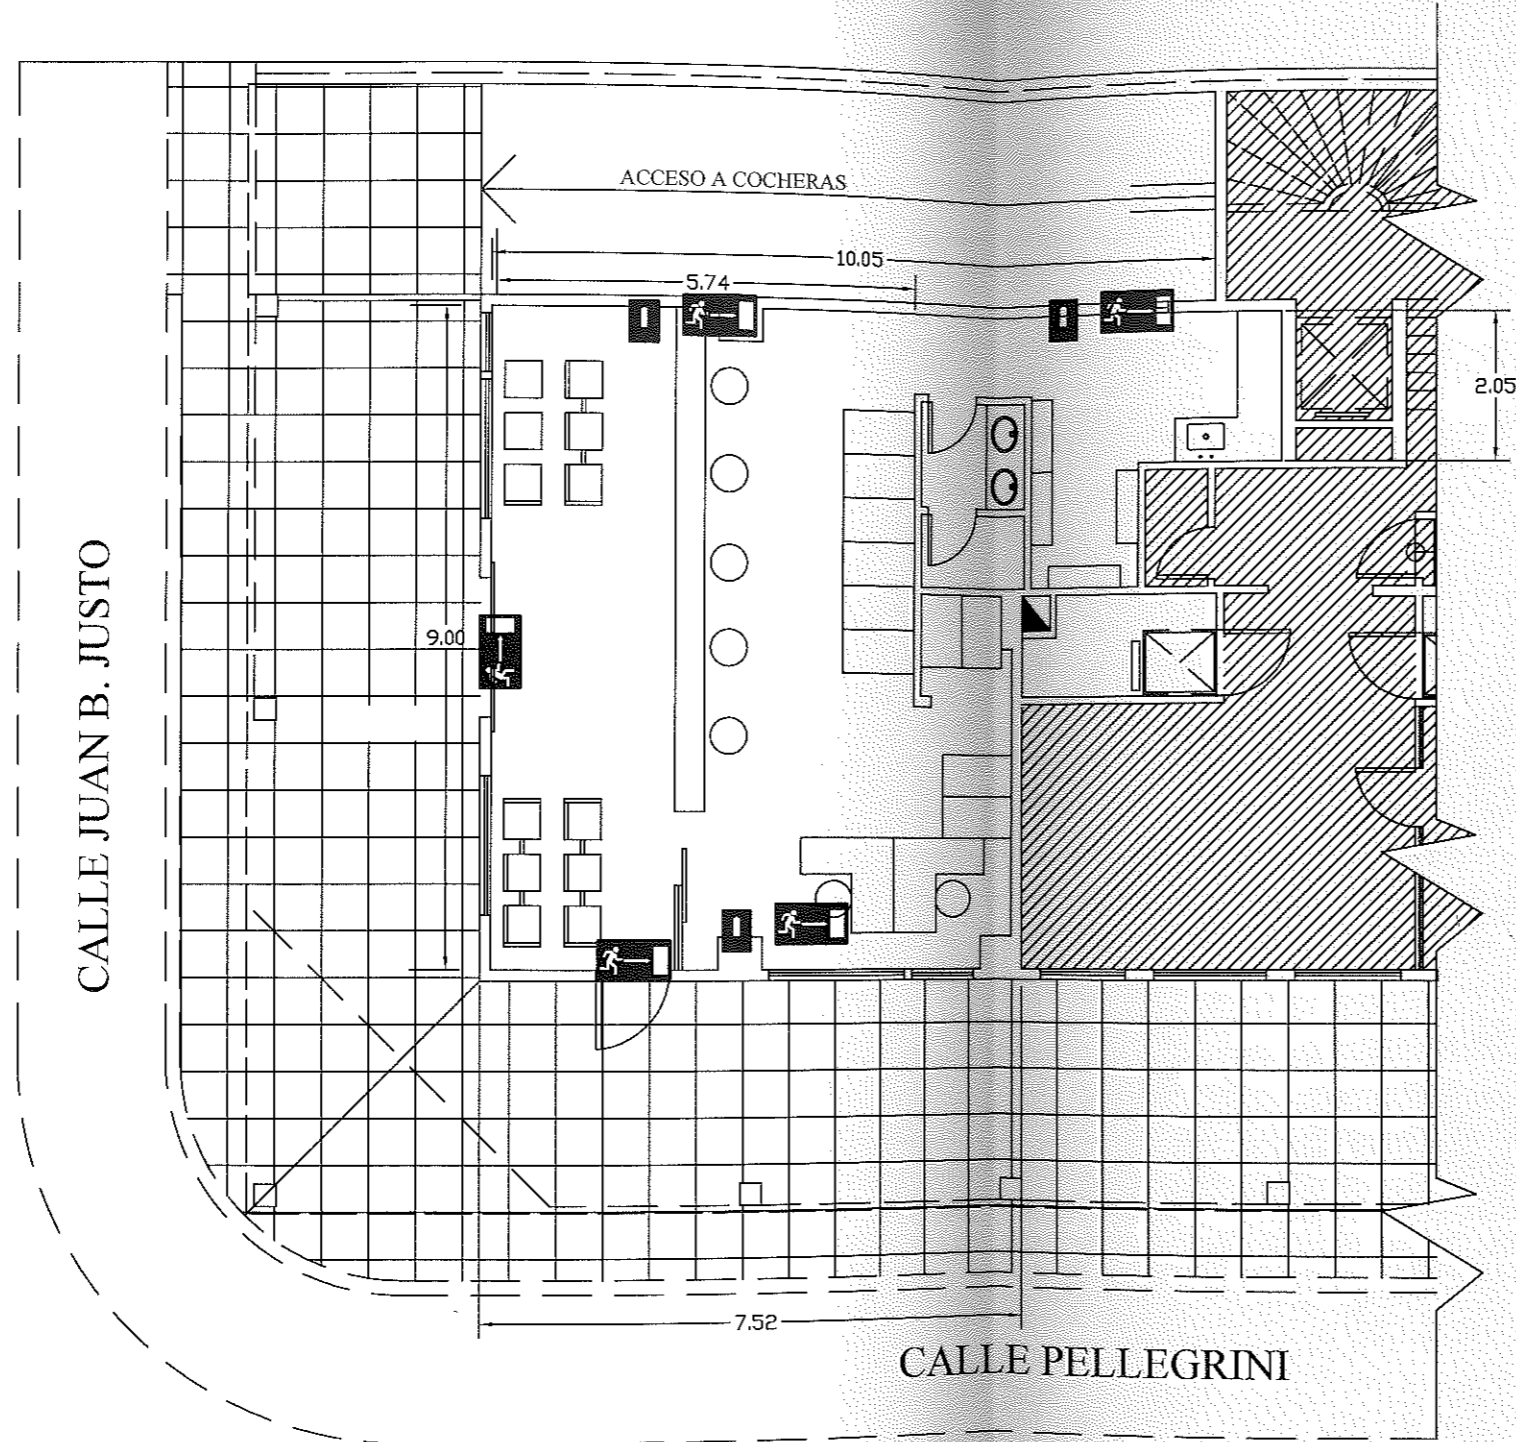 ACCESO A COCHERAS
10.05
5.74
2.05
9.00
CALLE JUAN B. JUSTO
7.52
CALLE PELLEGRINI